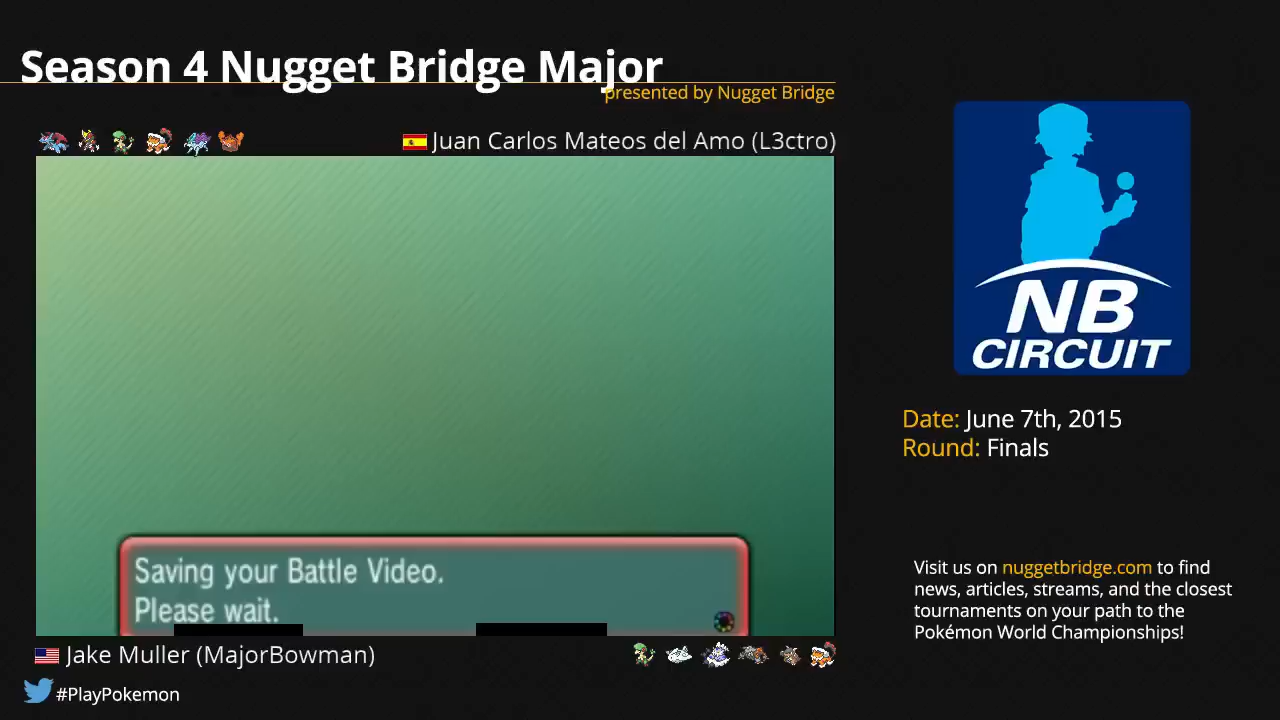 Season 4 Nugget Bridge Major
presented by Nugget Bridge
Juan Carlos Mateos del Amo (L3ctro)
NB
CIRCUIT
Date: June 7th, 2015
Round: Finals
Saving your Battle Video.
Please wait.
Visit us on nuggetbridge.com to find
news, articles, streams, and the closest
tournaments on your path to the
Pokémon World Championships!
Jake Muller (MajorBowman)
#PlayPokemon